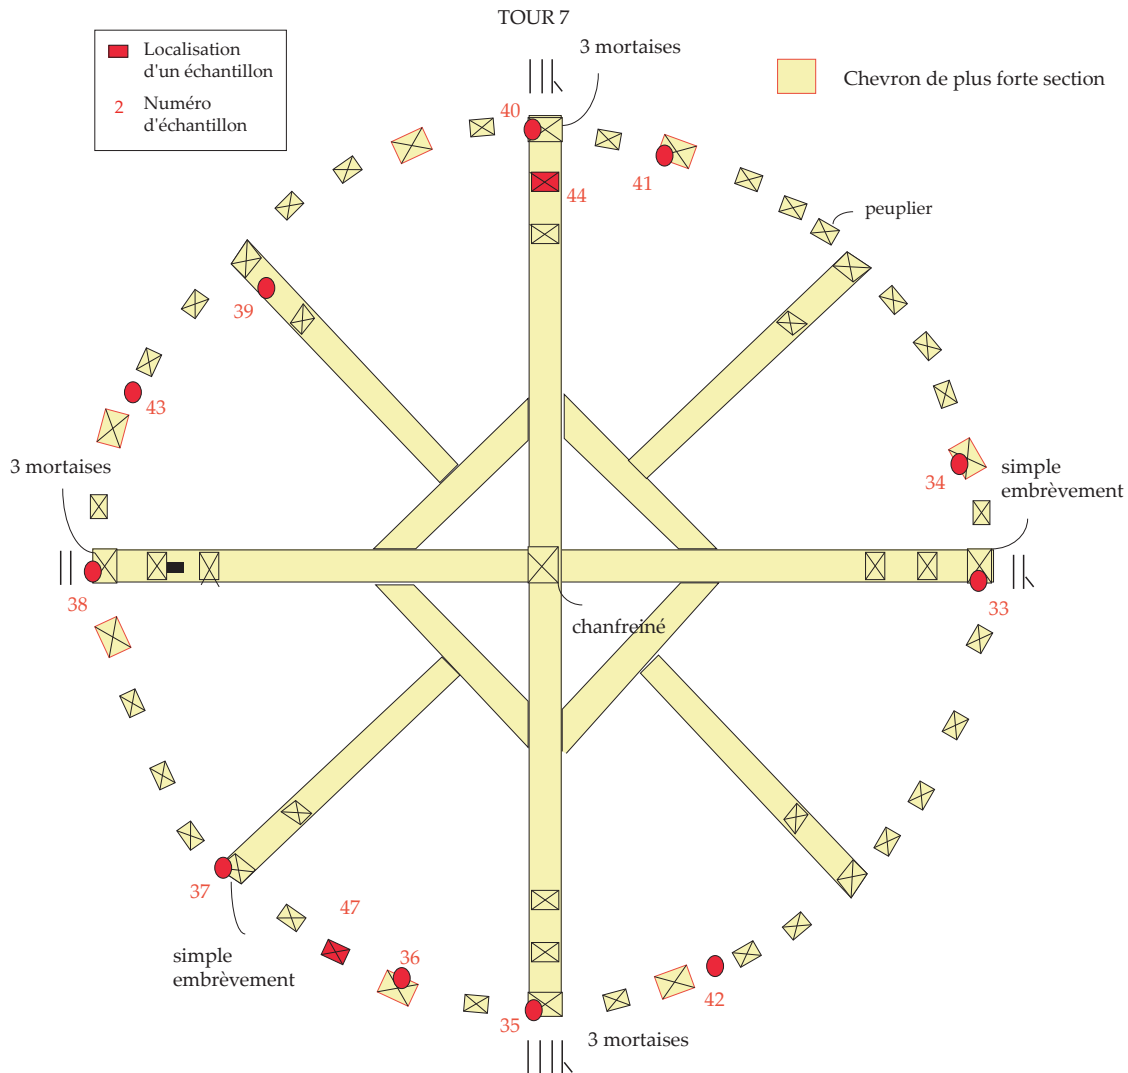 TOUR 7
Localisation
d'un échantillon
2 Numéro
d'échantillon
3 mortaises
Chevron de plus forte section
40
41
44
peuplier
39
43
3 mortaises
34
simple
embrèvement
38
33
chanfreiné
37
47
simple
embrèvement
36
42
35
3 mortaises